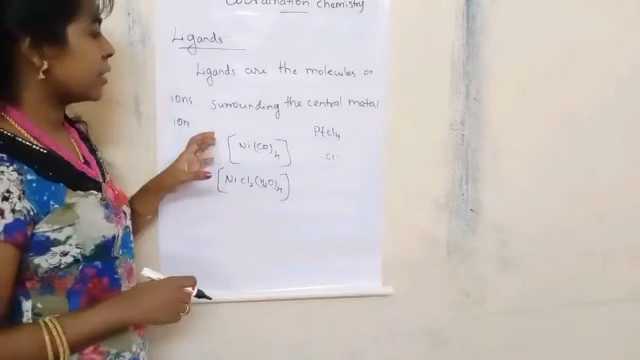 Coordination chemistry
Ligands
Ligands are the molecules or
ions surrounding the central metal
ion
PtCl4
[Ni(CO)4]
Cl-
[NiCl2(H2O)4]